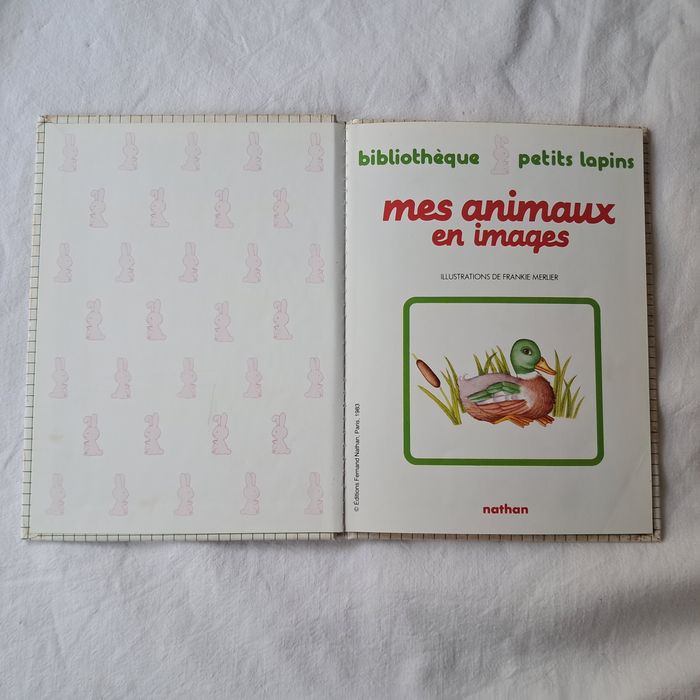 bibliothèque petits lapins
mes animaux
en images
ILLUSTRATIONS DE FRANKIE MERLIER
© Éditions Fernand Nathan, Paris, 1983
nathan